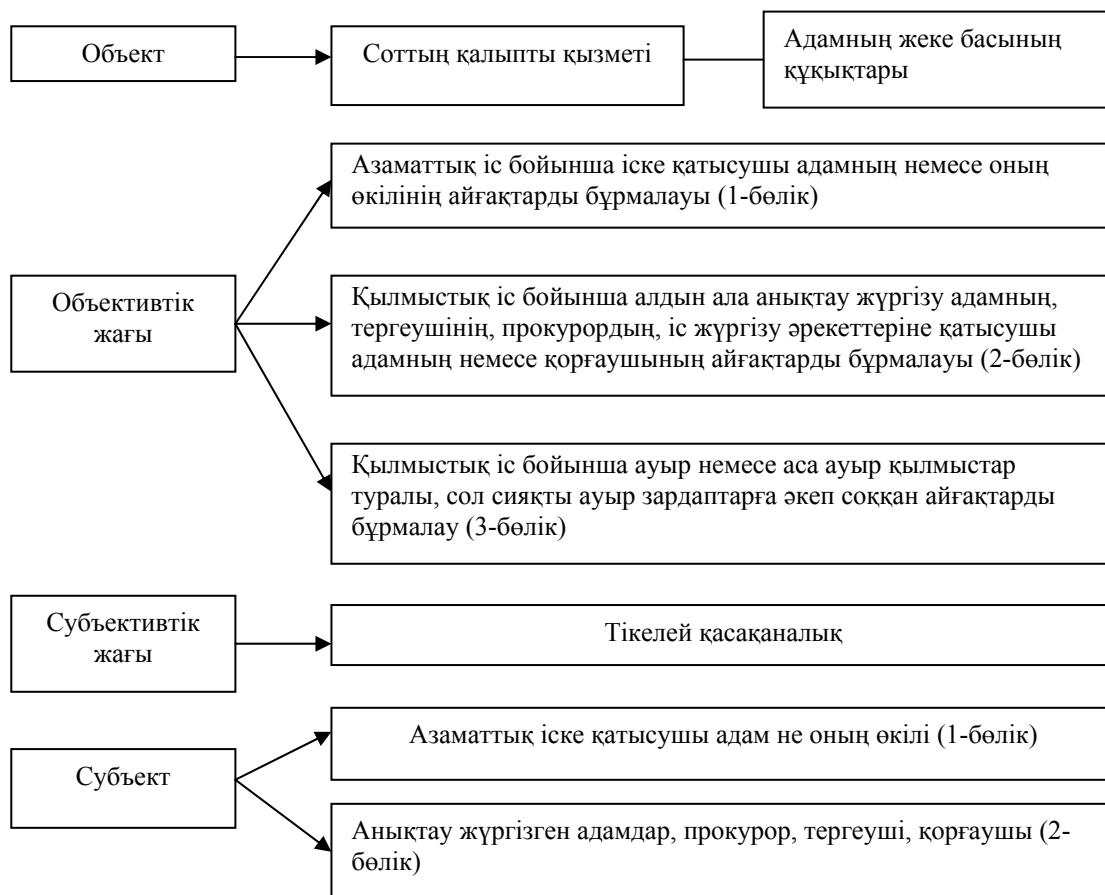 Объект
Соттың қалыпты қызметі
Адамның жеке басының
құқықтары
Объективтік
жағы
Азаматтық іс бойынша іске қатысушы адамның немесе оның
өкілінің айғақтарды бұрмалауы (1-бөлік)
Қылмыстық іс бойынша алдын ала анықтау жүргізу адамның,
тергеушінің, прокурордың, іс жүргізу әрекеттеріне қатысушы
адамның немесе қорғаушының айғақтарды бұрмалауы (2-бөлік)
Қылмыстық іс бойынша ауыр немесе аса ауыр қылмыстар
туралы, сол сияқты ауыр зардаптарға әкеп соққан айғақтарды
бұрмалау (3-бөлік)
Субъективтік
жағы
Тікелей қасақаналық
Субъект
Азаматтық іске қатысушы адам не оның өкілі (1-бөлік)
Анықтау жүргізген адамдар, прокурор, тергеуші, қорғаушы (2-
бөлік)